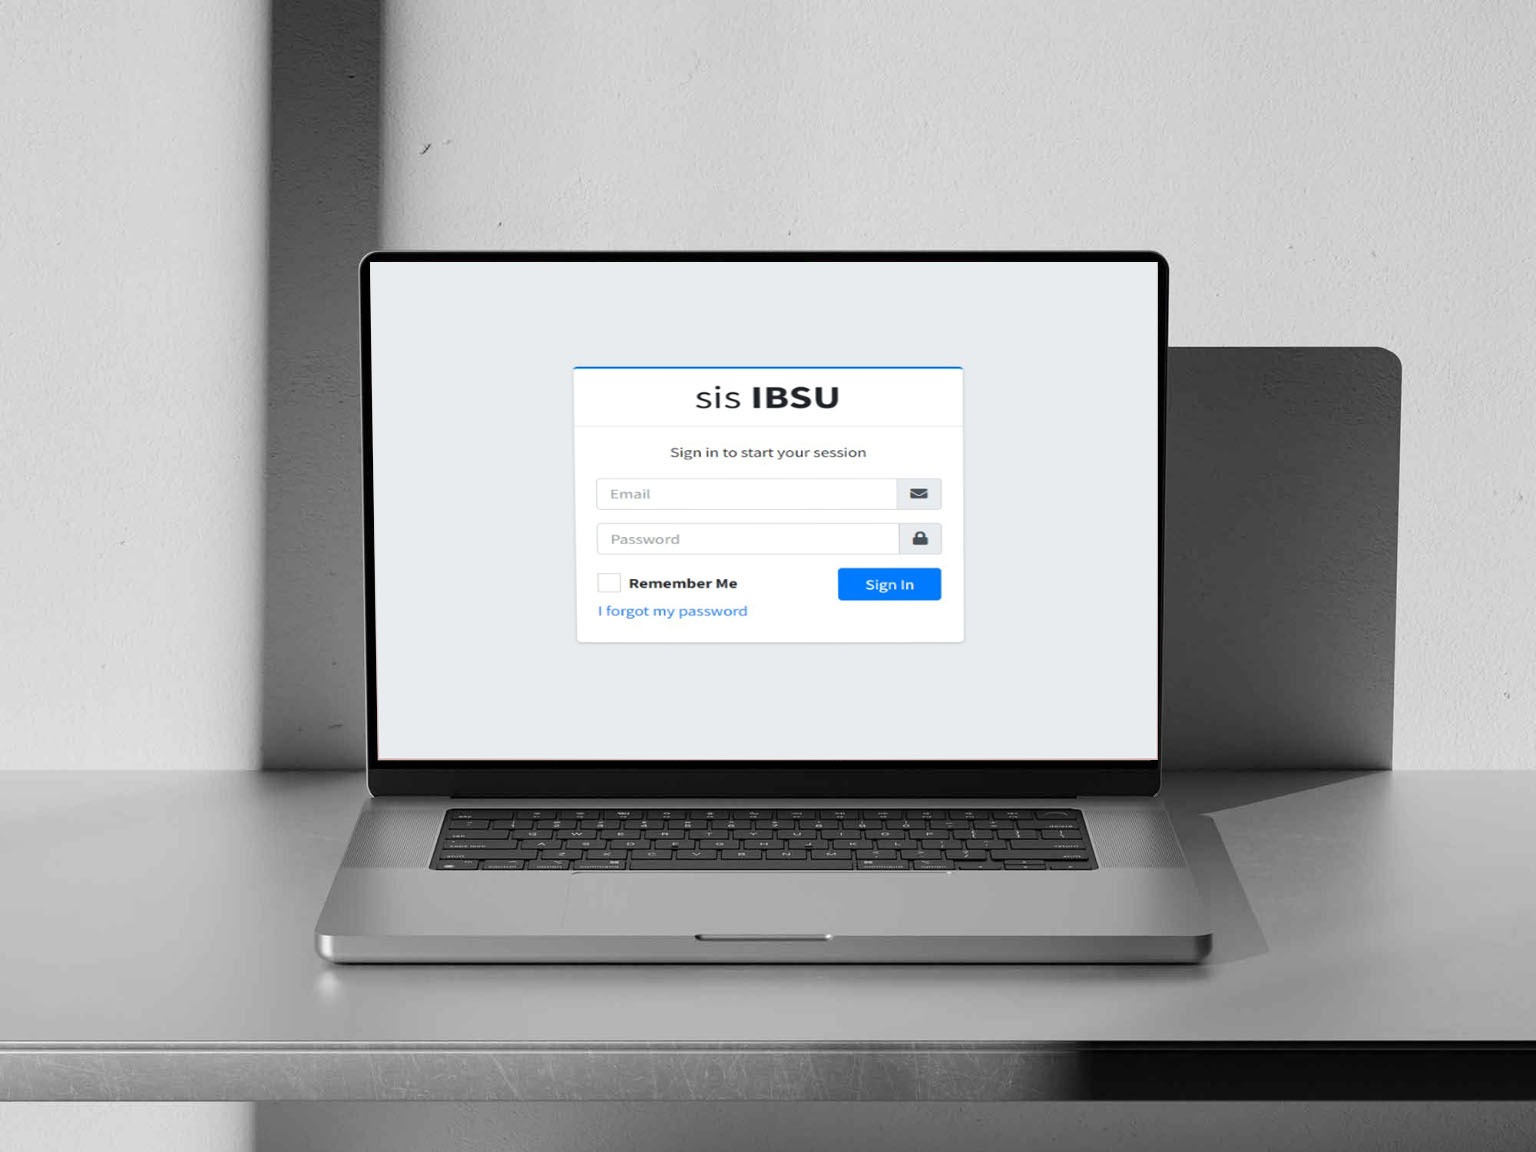 sis IBSU
Sign in to start your session
Email
Password
Remember Me
Sign In
I forgot my password